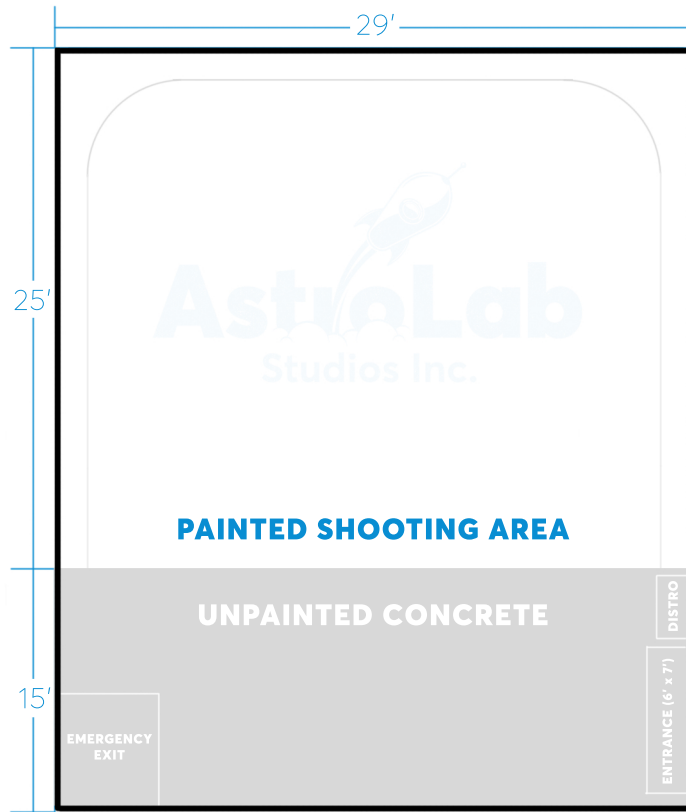 29'
AstroLab
Studios Inc.
25'
PAINTED SHOOTING AREA
UNPAINTED CONCRETE
DISTRO
15'
ENTRANCE (6' x 7')
EMERGENCY
EXIT